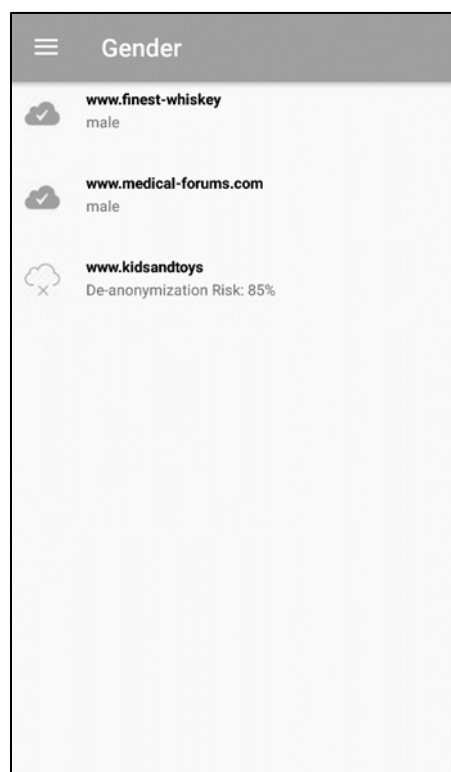 Gender
www.finest-whiskey
male
www.medical-forums.com
male
www.kidsandtoys
De-anonymization Risk: 85%